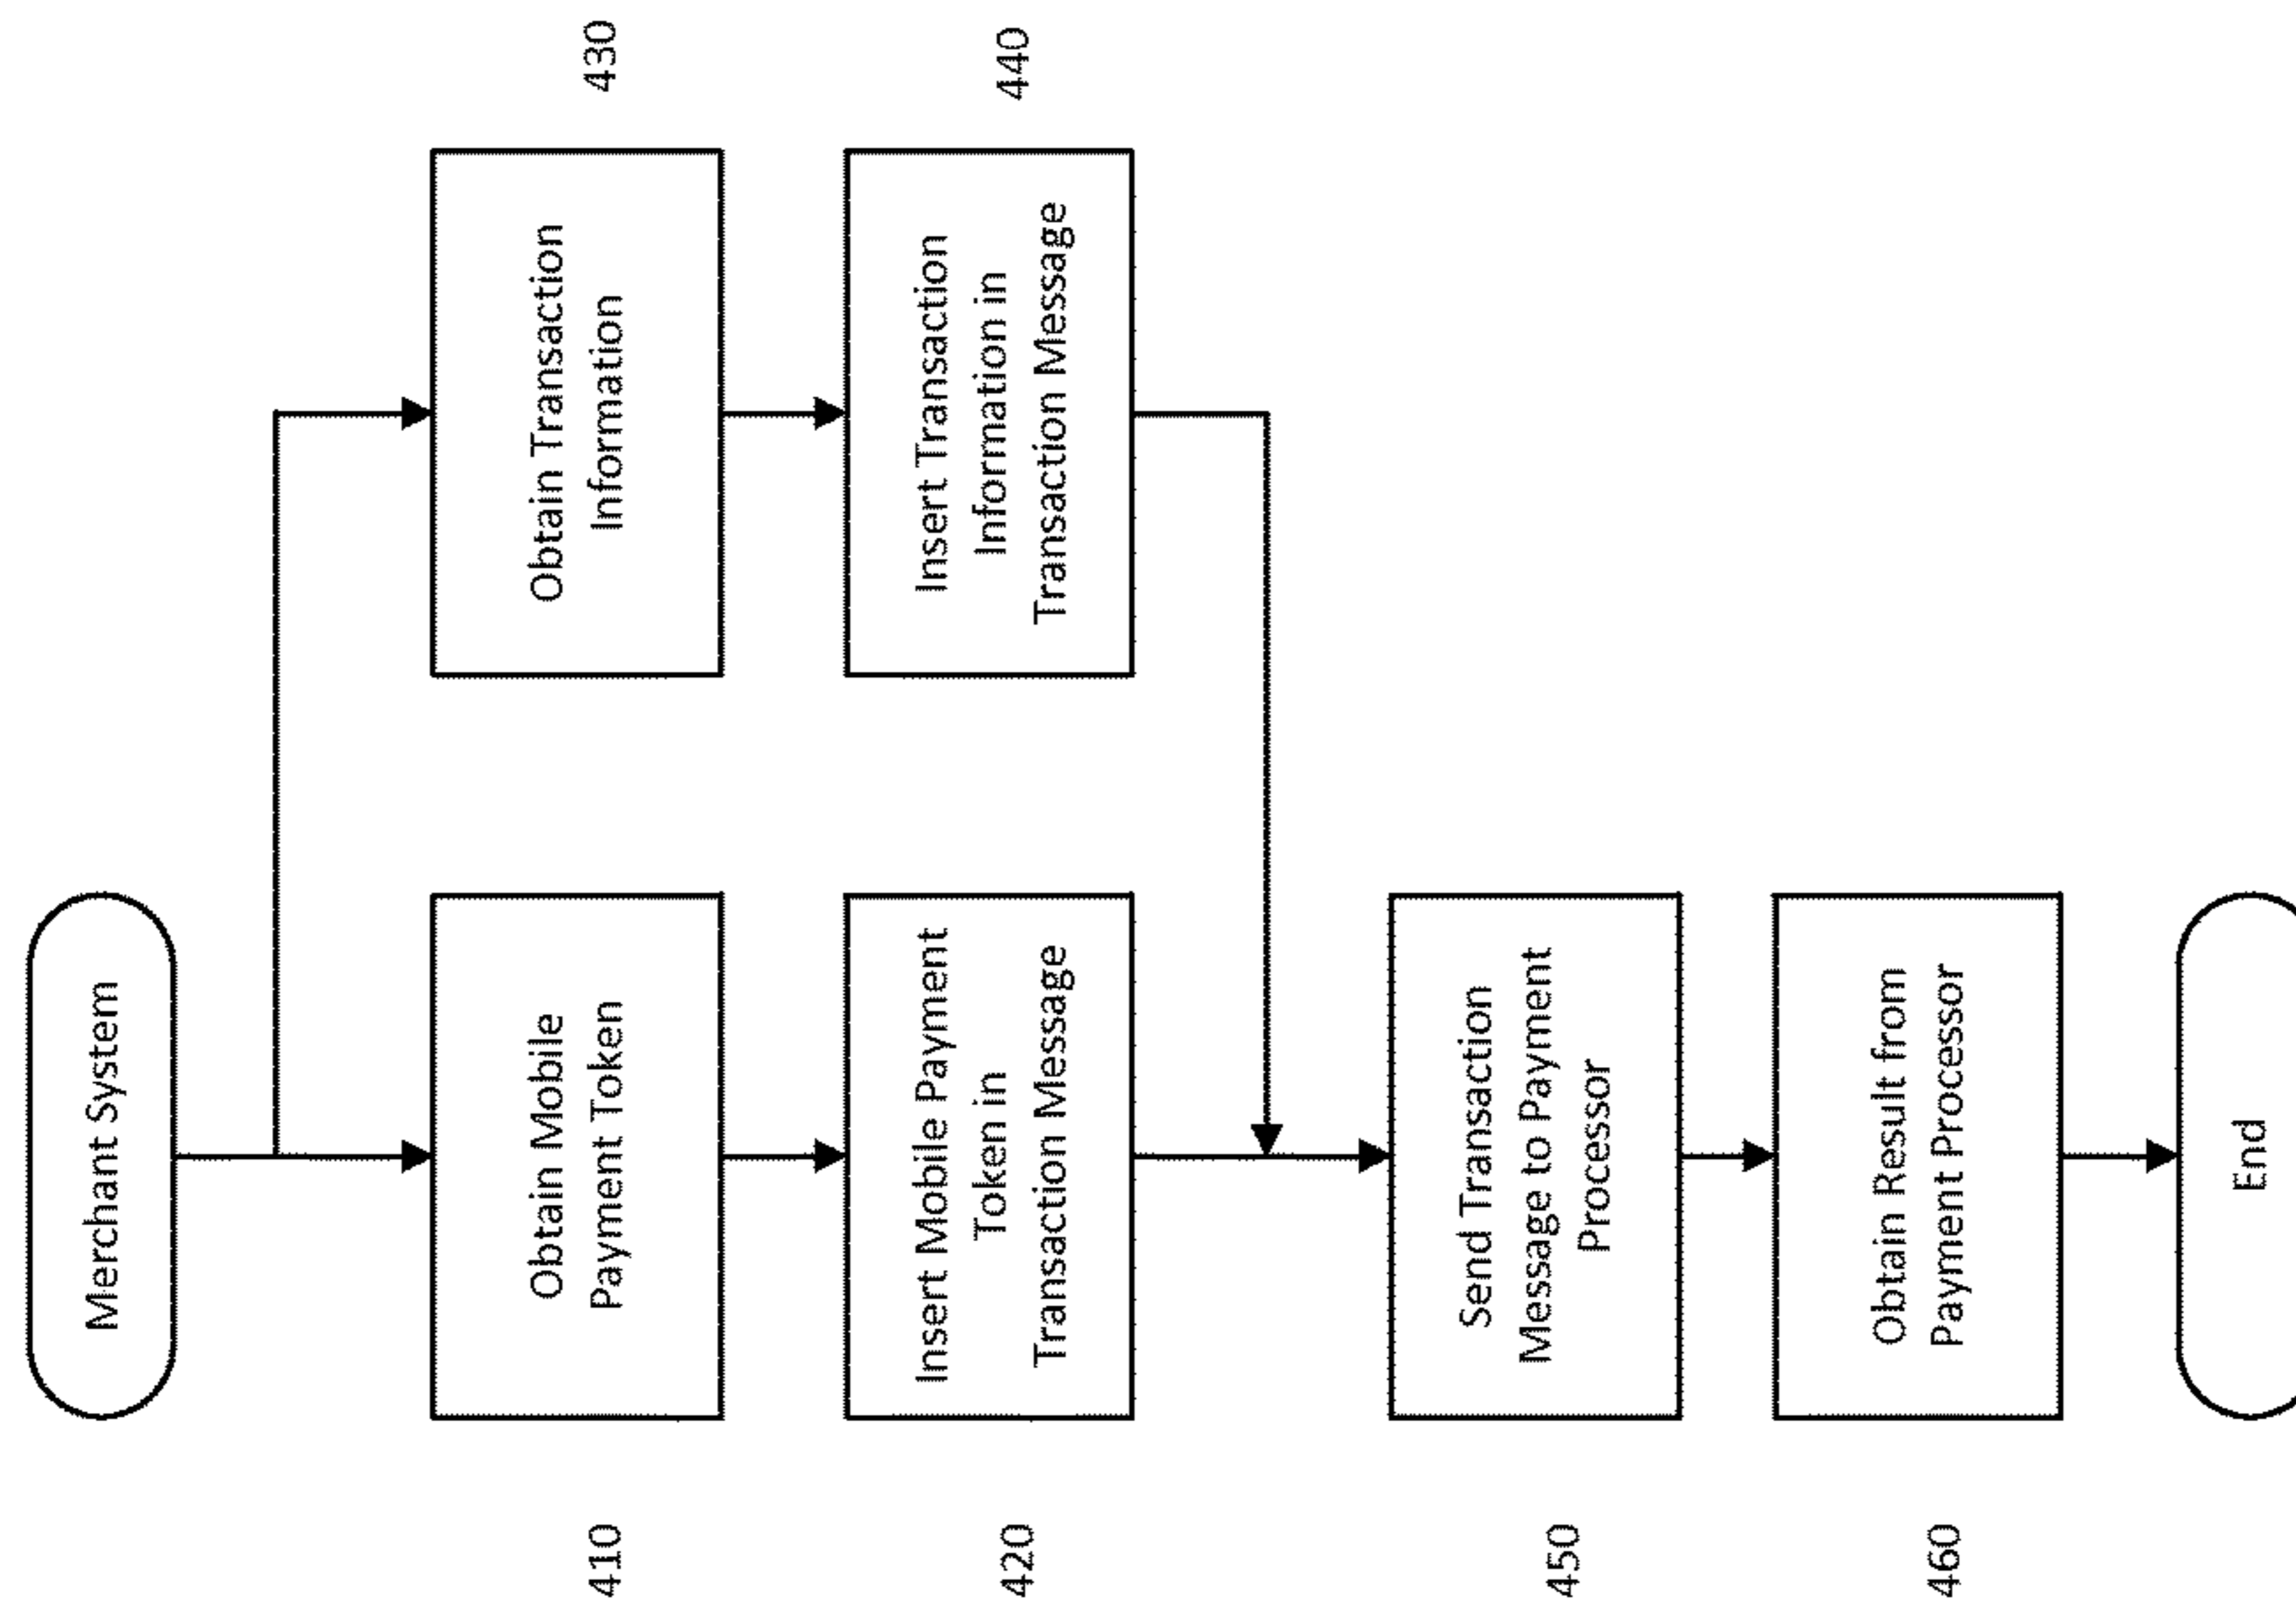 Merchant System
410
Obtain Mobile
Payment Token
Obtain Transaction
Information
430
420
Insert Mobile Payment
Token in
Transaction Message
Insert Transaction
Information in
Transaction Message
440
450
Send Transaction
Message to Payment
Processor
460
Obtain Result from
Payment Processor
End